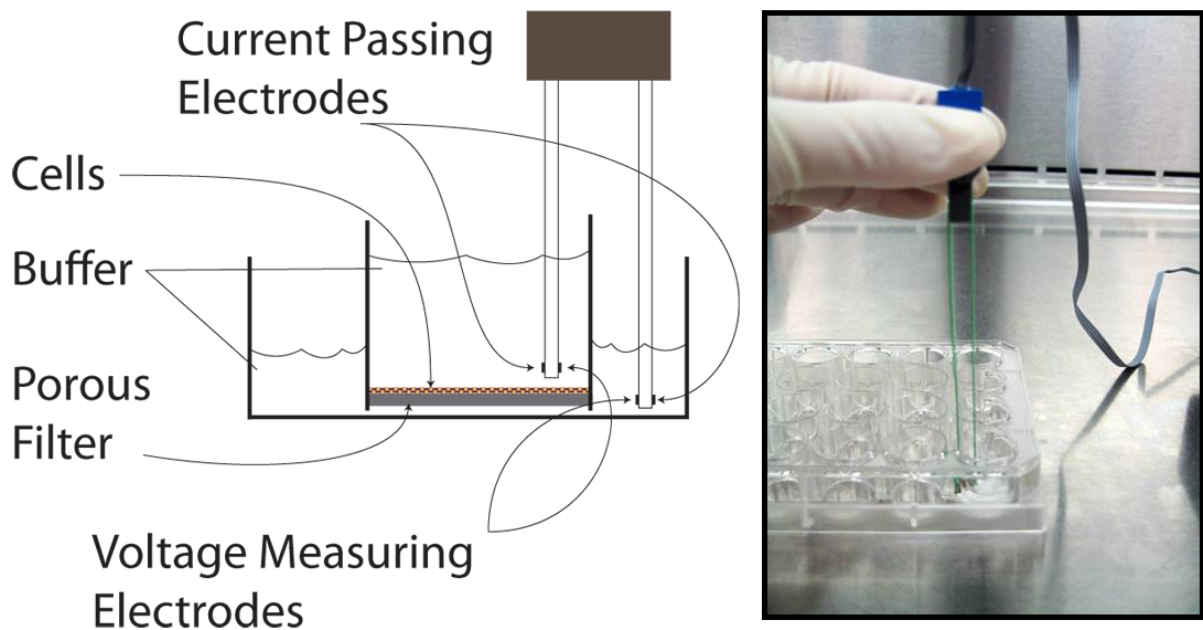 Current Passing
Electrodes
Cells
Buffer
Porous
Filter
Voltage Measuring
Electrodes